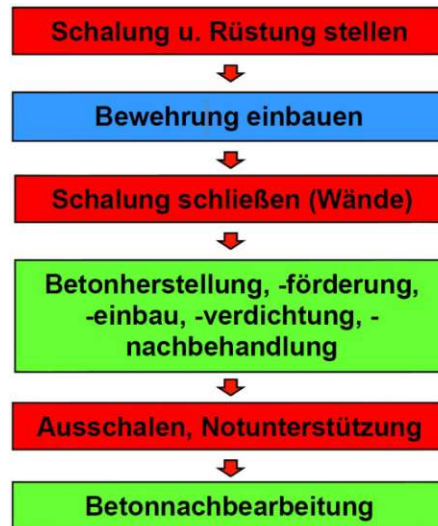 Schalung u. Rüstung stellen
Bewehrung einbauen
Schalung schließen (Wände)
Betonherstellung, -förderung,
-einbau, -verdichtung, -
nachbehandlung
Ausschalen, Notunterstützung
Betonnachbearbeitung